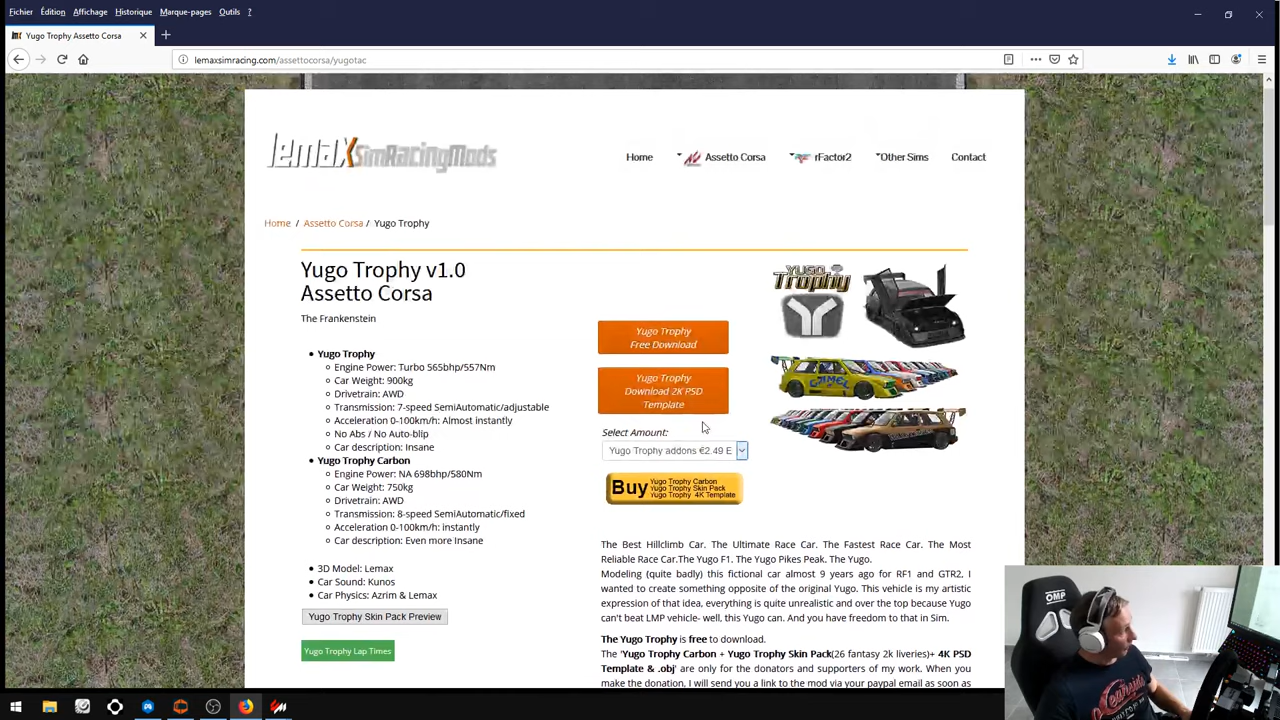 Fichier Édition Affichage Historique Marque-pages Outils ?
Yugo Trophy Assetto Corsa
lemaxsimracing.com/assettocorsa/yugotac
lemax SimRacingMods
Home Assetto Corsa rFactor2 Other Sims Contact
Home / Assetto Corsa / Yugo Trophy
Yugo Trophy v1.0
Assetto Corsa
The Frankenstein
Yugo Trophy
Engine Power: Turbo 565bhp/557Nm
Car Weight: 900kg
Drivetrain: AWD
Transmission: 7-speed SemiAutomatic/adjustable
Acceleration 0-100km/h: Almost instantly
No Abs / No Auto-blip
Car description: Insane
Yugo Trophy Carbon
Engine Power: NA 698bhp/580Nm
Car Weight: 750kg
Drivetrain: AWD
Transmission: 8-speed SemiAutomatic/fixed
Acceleration 0-100km/h: instantly
Car description: Even more Insane
3D Model: Lemax
Car Sound: Kunos
Car Physics: Azrim & Lemax
Yugo Trophy Skin Pack Preview
Yugo Trophy Lap Times
Yugo Trophy
Free Download
Yugo Trophy
Download 2K PSD
Template
Select Amount:
Yugo Trophy addons €2.49 E
Buy
Yugo Trophy Carbon
Yugo Trophy Skin Pack
Yugo Trophy 4K Template
YUGO
Trophy
CAMEL
The Best Hillclimb Car. The Ultimate Race Car. The Fastest Race Car. The Most
Reliable Race Car.The Yugo F1. The Yugo Pikes Peak. The Yugo.
Modeling (quite badly) this fictional car almost 9 years ago for RF1 and GTR2, I
wanted to create something opposite of the original Yugo. This vehicle is my artistic
expression of that idea, everything is quite unrealistic and over the top because Yugo
can't beat LMP vehicle- well, this Yugo can. And you have freedom to that in Sim.
The Yugo Trophy is free to download.
The 'Yugo Trophy Carbon + Yugo Trophy Skin Pack(26 fantasy 2k liveries)+ 4K PSD
Template & .obj' are only for the donators and supporters of my work. When you
make the donation, I will send you a link to the mod via your paypal email as soon as
OMP